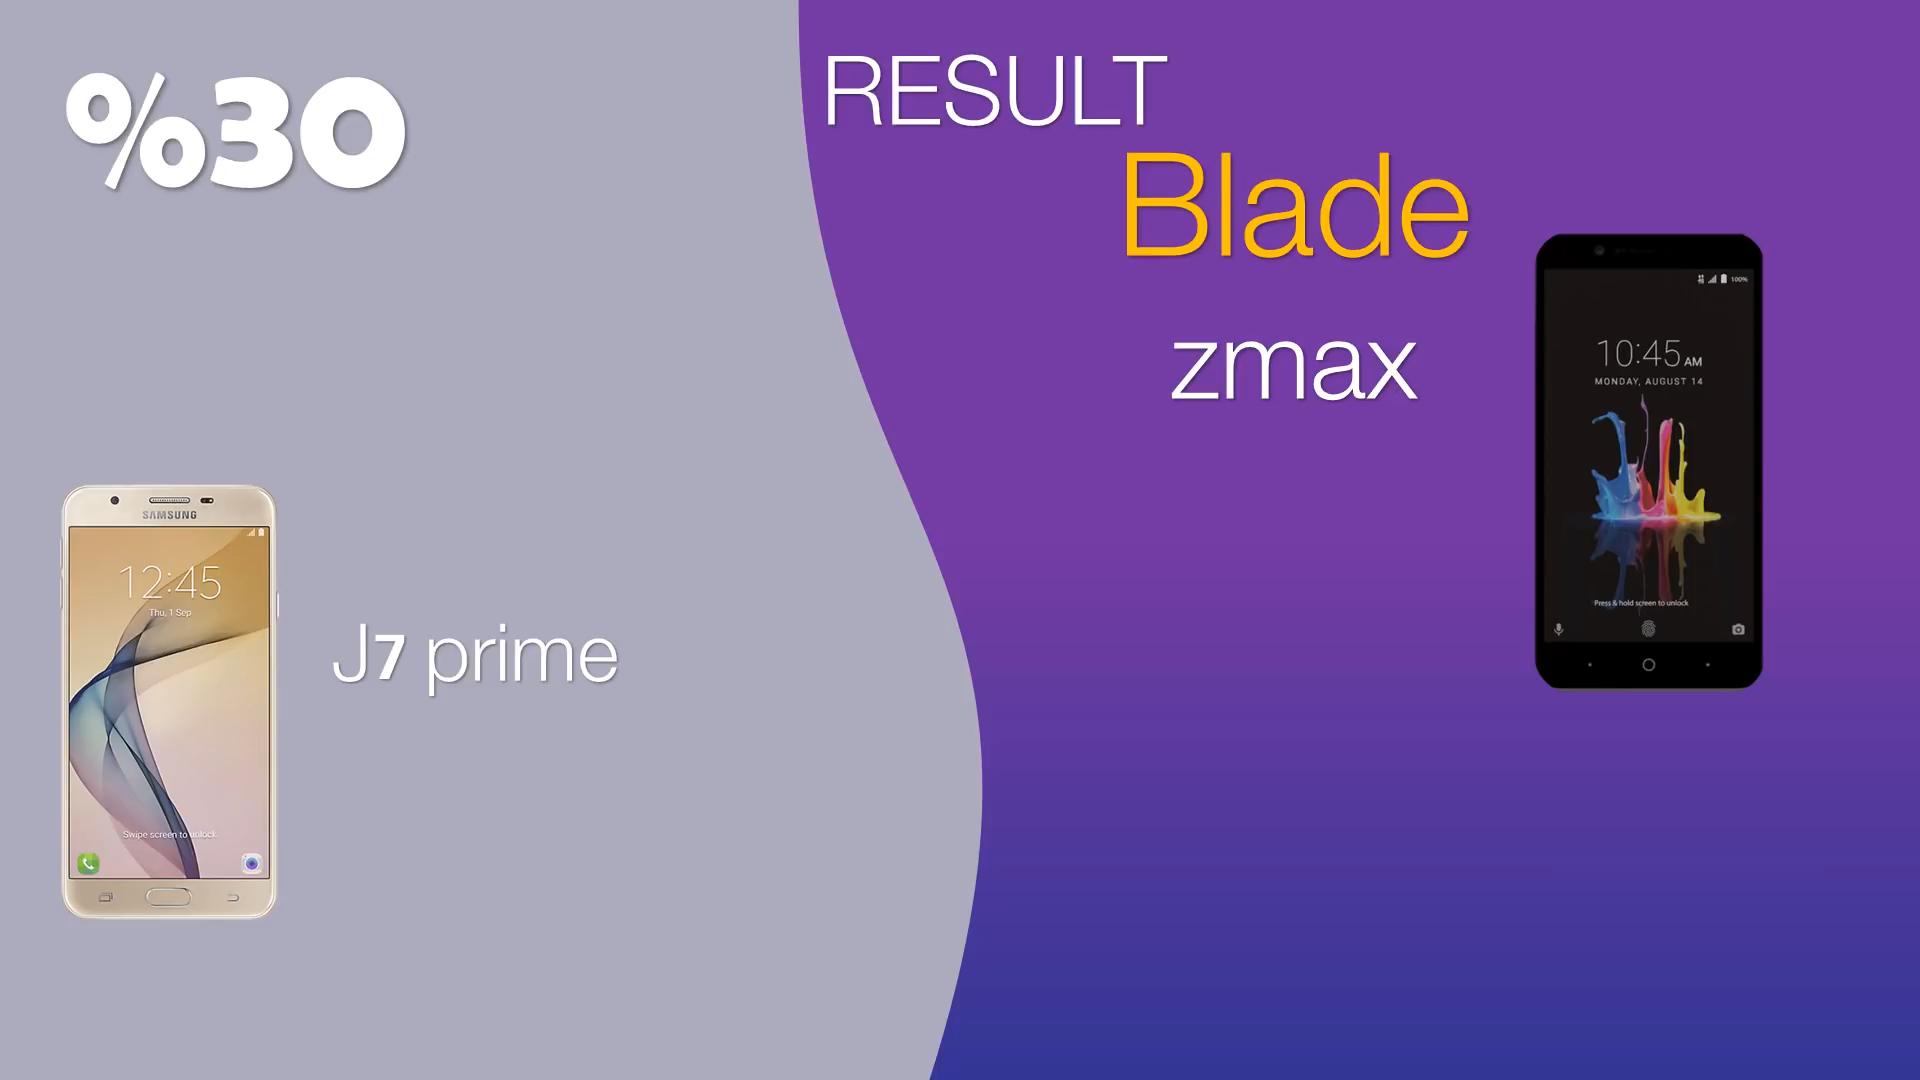 %30
RESULT
Blade
zmax
100%
10:45 AM
MONDAY, AUGUST 14
Press & hold screen to unlock
SAMSUNG
12:45
Thu, 1 Sep
J7 prime
Swipe screen to unlock